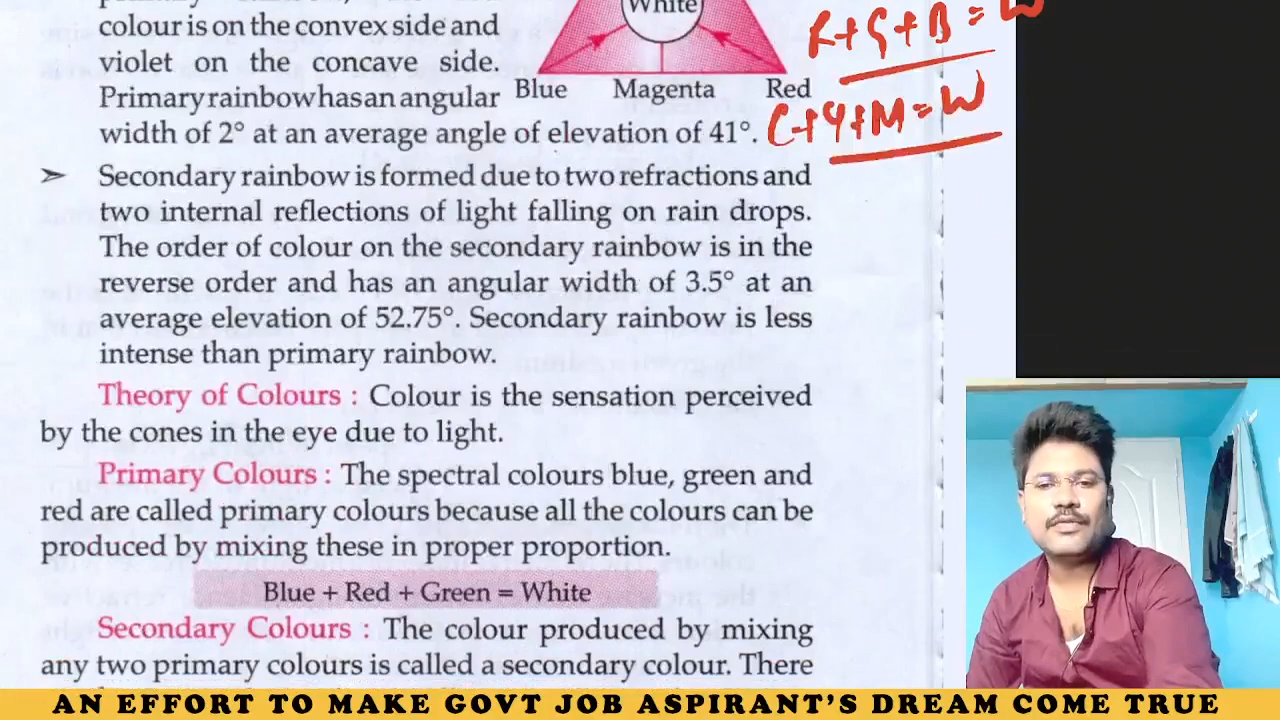 White
colour is on the convex side and
violet on the concave side.
Blue Magenta Red
Primary rainbow has an angular
width of 2° at an average angle of elevation of 41°.
R+G+B = W
C+Y+M=W
➢ Secondary rainbow is formed due to two refractions and
two internal reflections of light falling on rain drops.
The order of colour on the secondary rainbow is in the
reverse order and has an angular width of 3.5° at an
average elevation of 52.75°. Secondary rainbow is less
intense than primary rainbow.
Theory of Colours : Colour is the sensation perceived
by the cones in the eye due to light.
Primary Colours : The spectral colours blue, green and
red are called primary colours because all the colours can be
produced by mixing these in proper proportion.
Blue + Red + Green = White
Secondary Colours : The colour produced by mixing
any two primary colours is called a secondary colour. There
AN EFFORT TO MAKE GOVT JOB ASPIRANT'S DREAM COME TRUE